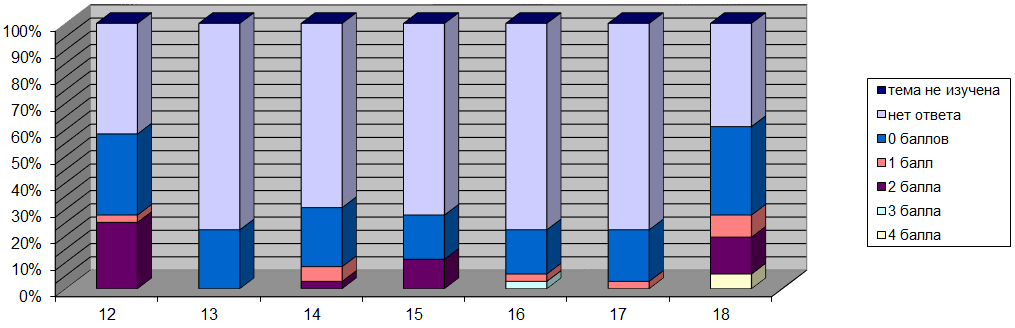 100%
90%
80%
70%
60%
50%
40%
30%
20%
10%
0%
12 13 14 15 16 17 18
тема не изучена
нет ответа
0 баллов
1 балл
2 балла
3 балла
4 балла